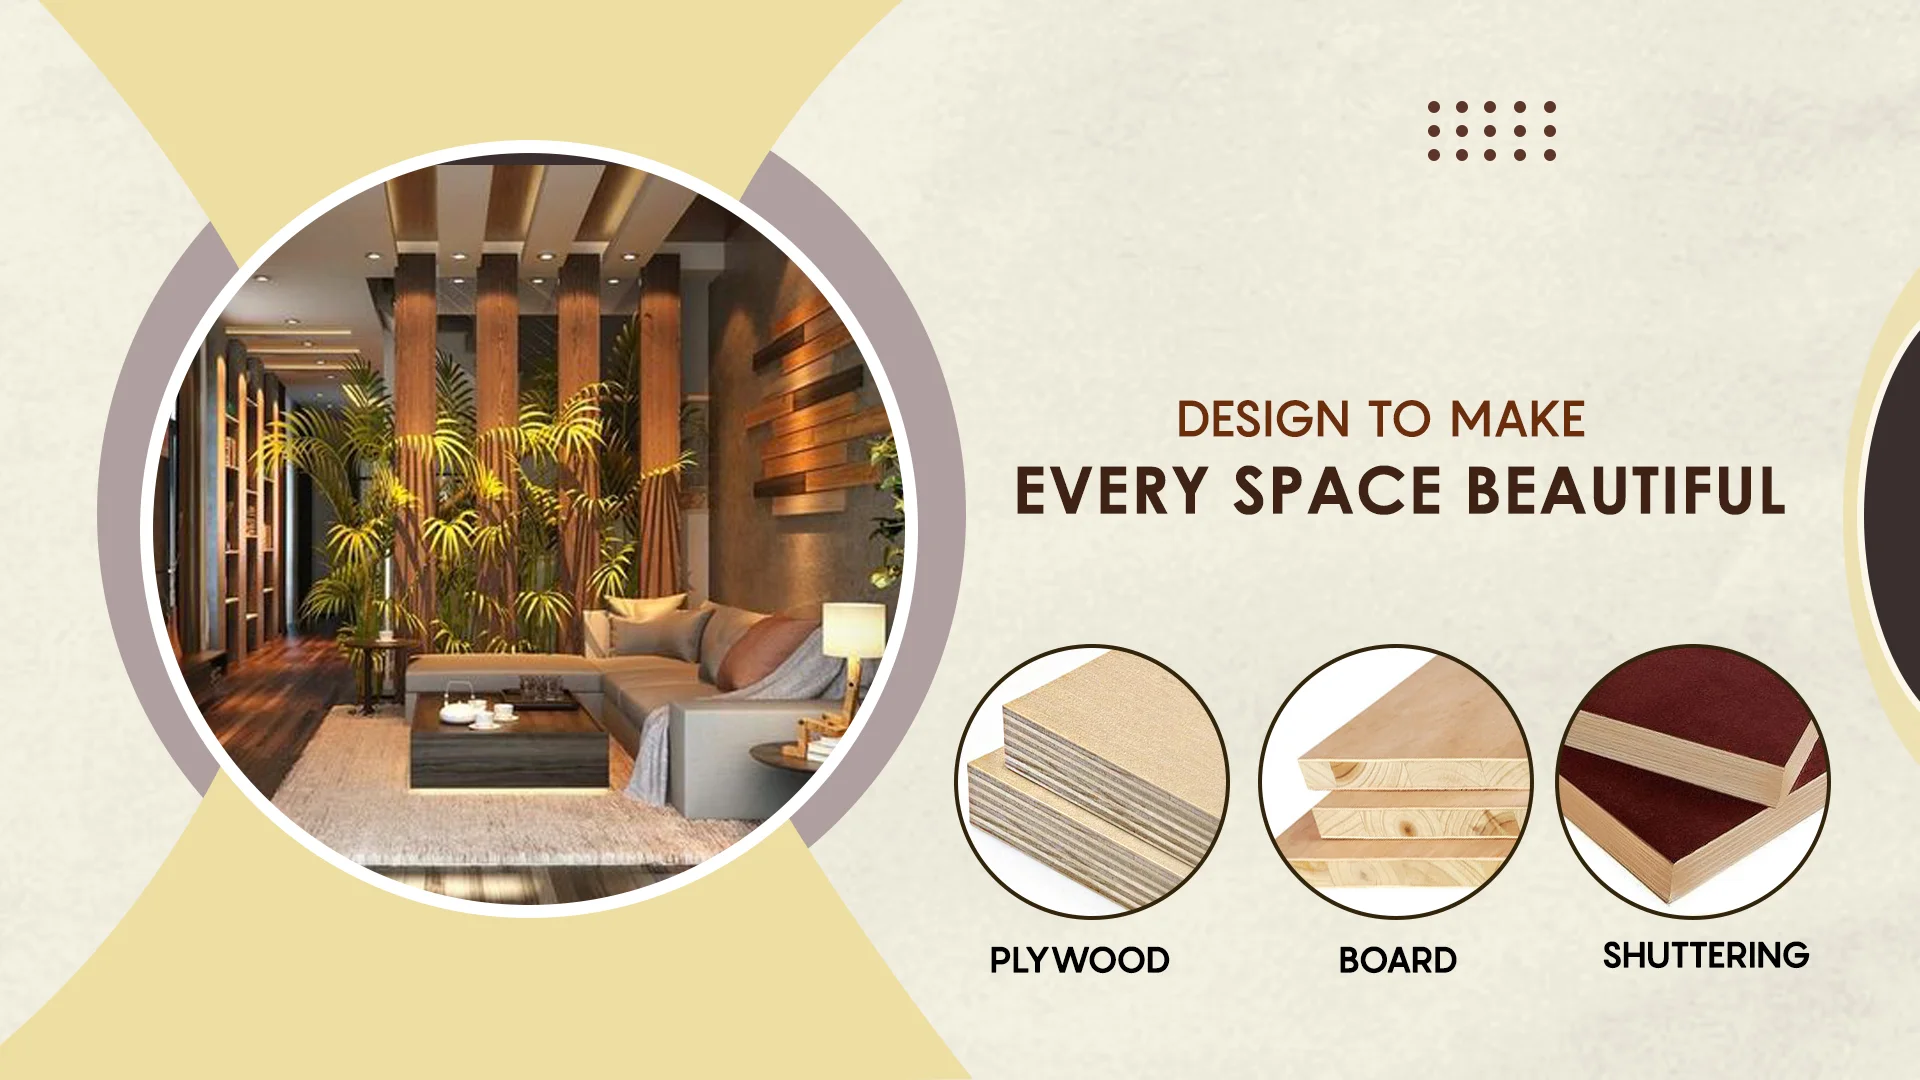 DESIGN TO MAKE
EVERY SPACE BEAUTIFUL
PLYWOOD
BOARD
SHUTTERING